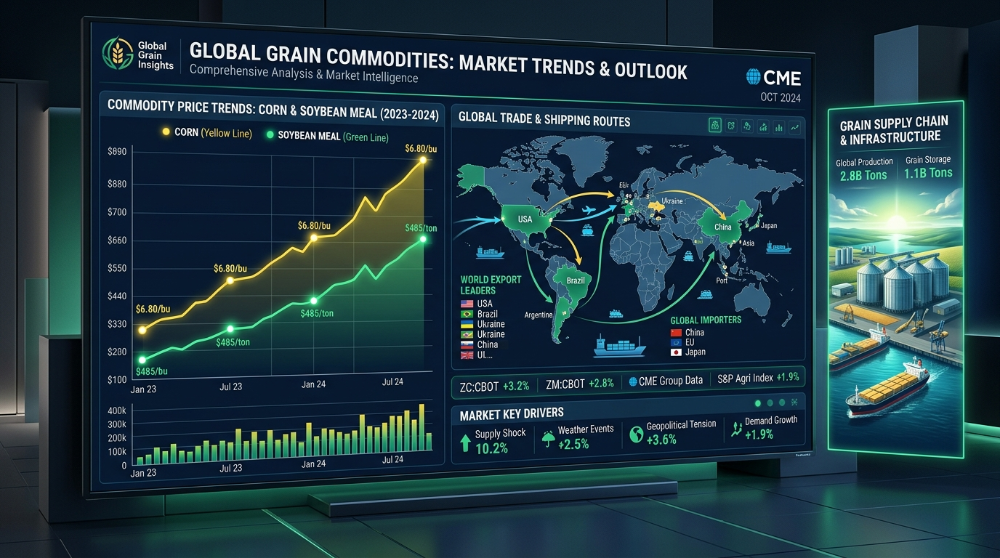 Global
Grain
Insights
GLOBAL GRAIN COMMODITIES: MARKET TRENDS & OUTLOOK
Comprehensive Analysis & Market Intelligence
CME
OCT 2024
COMMODITY PRICE TRENDS: CORN & SOYBEAN MEAL (2023-2024)
CORN (Yellow Line)
SOYBEAN MEAL (Green Line)
$890
$880
$700
$660
$550
$440
$330
$200
$100
$6.80/bu
$6.80/bu
$6.80/bu
$6.80/bu
$485/bu
$485/ton
$485/ton
$485/ton
Jan 23
Jul 23
Jan 24
Jul 24
400k
300k
200k
100k
0
Jan 23
Jul 23
Jan 24
Jul 24
GLOBAL TRADE & SHIPPING ROUTES
USA
Ukraine
China
Japan
Asia
Port
Brazil
Argentine
WORLD EXPORT
LEADERS
USA
Brazil
Ukraine
Ukraine
China
UI....
GLOBAL IMPORTERS
China
EU
Japan
ZC:CBOT +3.2%
ZM:CBOT +2.8%
CME Group Data
S&P Agri Index +1.9%
MARKET KEY DRIVERS
Supply Shock
10.2%
Weather Events
+2.5%
Geopolitical Tension
+3.6%
Demand Growth
+1.9%
GRAIN SUPPLY CHAIN
& INFRASTRUCTURE
Global Production
2.8B Tons
Grain Storage
1.1B Tons